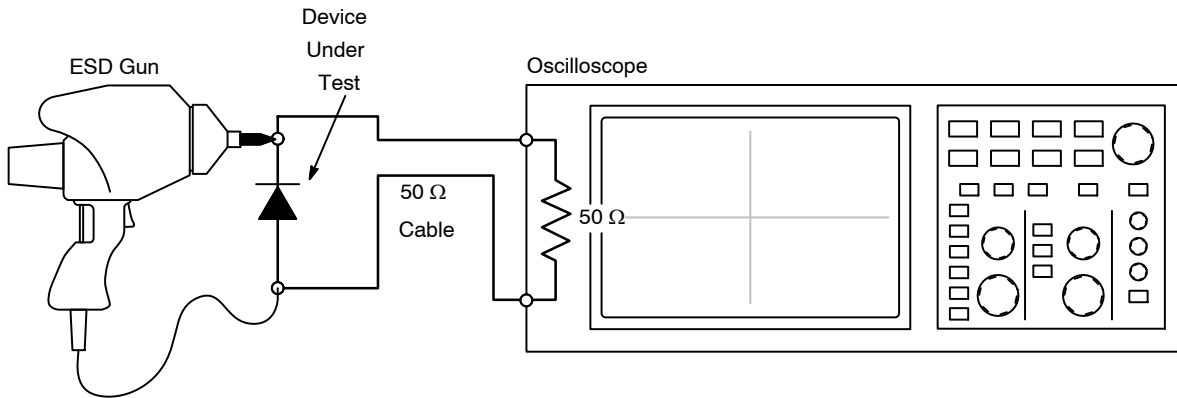 Device
Under
Test
ESD Gun
Oscilloscope
50 Ω
Cable
50 Ω